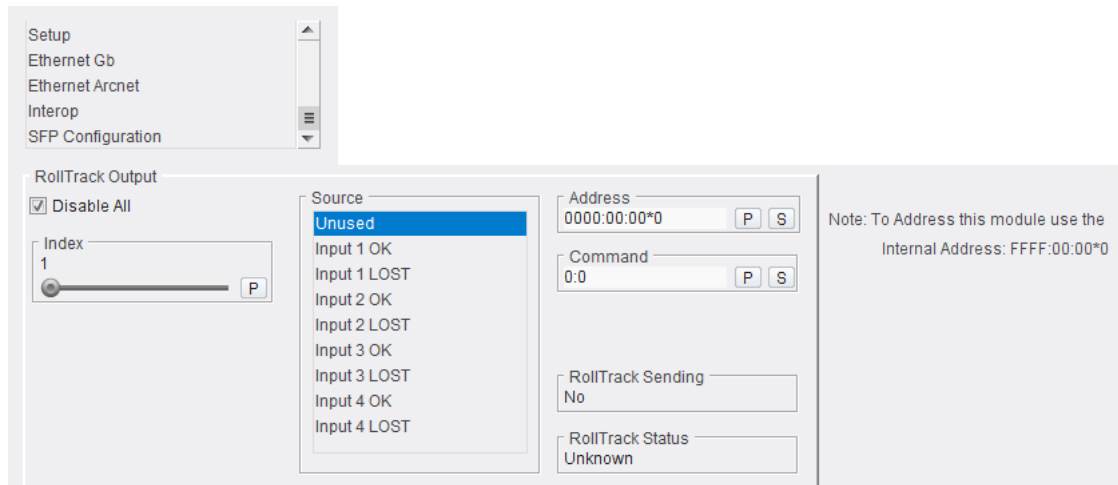 Setup
Ethernet Gb
Ethernet Arcnet
Interop
SFP Configuration
RollTrack Output
Disable All
Index
1
P
Source
Unused
Input 1 OK
Input 1 LOST
Input 2 OK
Input 2 LOST
Input 3 OK
Input 3 LOST
Input 4 OK
Input 4 LOST
Address
0000:00:00*0 P S
Command
0:0 P S
RollTrack Sending
No
RollTrack Status
Unknown
Note: To Address this module use the
Internal Address: FFFF:00:00*0